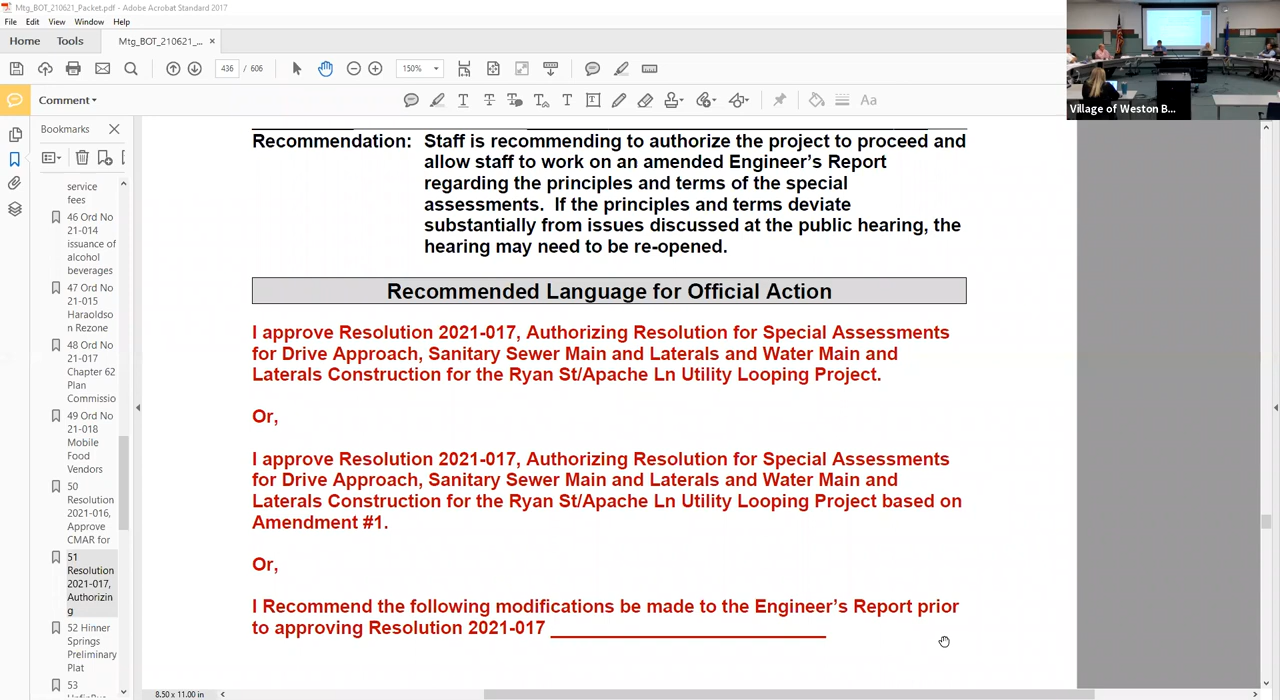 Mtg_BOT_210621_Packet.pdf - Adobe Acrobat Standard 2017
File Edit View Window Help
Home Tools Mtg_BOT_210621_... ×
436 / 606 150%
Comment
Aa
Bookmarks
service
fees
46 Ord No
21-014
issuance of
alcohol
beverages
47 Ord No
21-015
Haraoldso
n Rezone
48 Ord No
21-017
Chapter 62
Plan
Commissio
49 Ord No
21-018
Mobile
Food
Vendors
50
Resolution
2021-016,
Approve
CMAR for
51
Resolution
2021-017,
Authorizin
g
52 Hinner
Springs
Preliminary
Plat
53
Recommendation: Staff is recommending to authorize the project to proceed and
allow staff to work on an amended Engineer's Report
regarding the principles and terms of the special
assessments. If the principles and terms deviate
substantially from issues discussed at the public hearing, the
hearing may need to be re-opened.
Recommended Language for Official Action
I approve Resolution 2021-017, Authorizing Resolution for Special Assessments
for Drive Approach, Sanitary Sewer Main and Laterals and Water Main and
Laterals Construction for the Ryan St/Apache Ln Utility Looping Project.
Or,
I approve Resolution 2021-017, Authorizing Resolution for Special Assessments
for Drive Approach, Sanitary Sewer Main and Laterals and Water Main and
Laterals Construction for the Ryan St/Apache Ln Utility Looping Project based on
Amendment #1.
Or,
I Recommend the following modifications be made to the Engineer's Report prior
to approving Resolution 2021-017 ____________________
8.50 x 11.00 in
Village of Weston B...